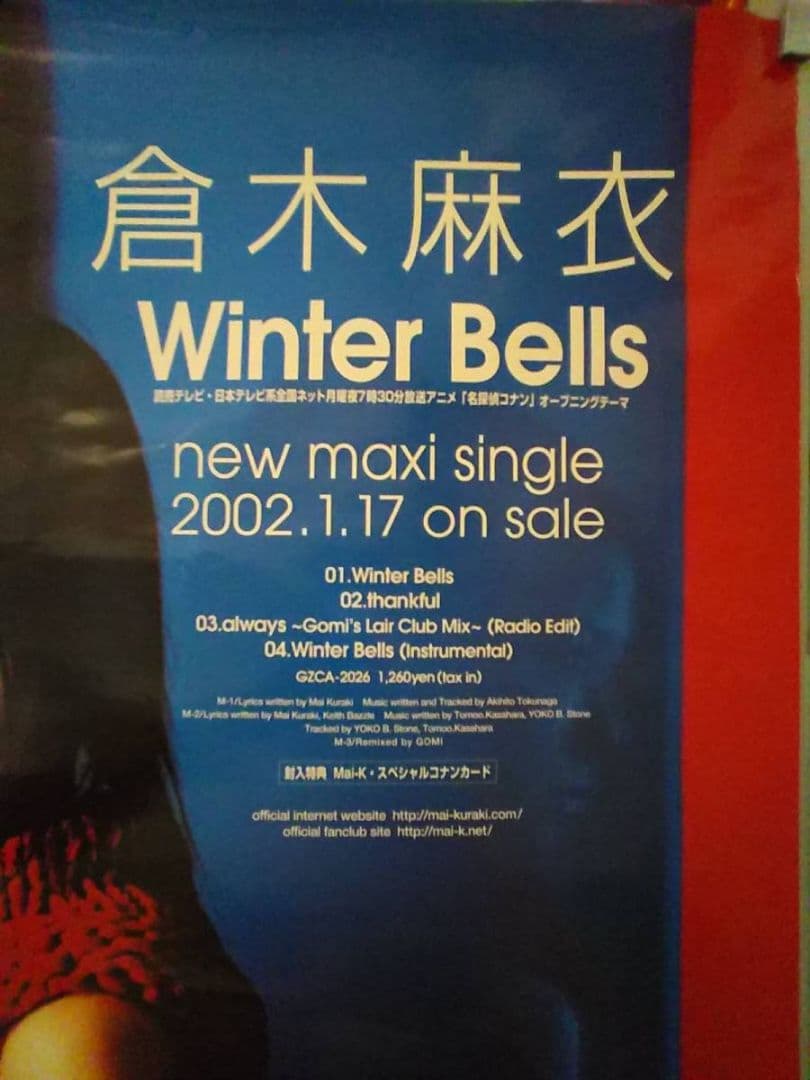 倉木麻衣
Winter Bells
読売テレビ・日本テレビ系全国ネット月曜夜7時30分放送アニメ「名探偵コナン」オープニングテーマ
new maxi single
2002.1.17 on sale
01.Winter Bells
02.thankful
03.always ~Gomi's Lair Club Mix~ (Radio Edit)
04.Winter Bells (Instrumental)
GZCA-2026 1,260yen (tax in)
M-1/Lyrics written by Mai Kuraki Music written and Tracked by Akihito Tokunaga
M-2/Lyrics written by Mai Kuraki, Keith Bazzle Music written by Tomoo.Kasahara, YOKO B. Stone
Tracked by YOKO B. Stone, Tomoo.Kasahara
M-3/Remixed by GOMI
封入特典 Mai-K・スペシャルコナンカード
official internet website http://mai-kuraki.com/
official fanclub site http://mai-k.net/